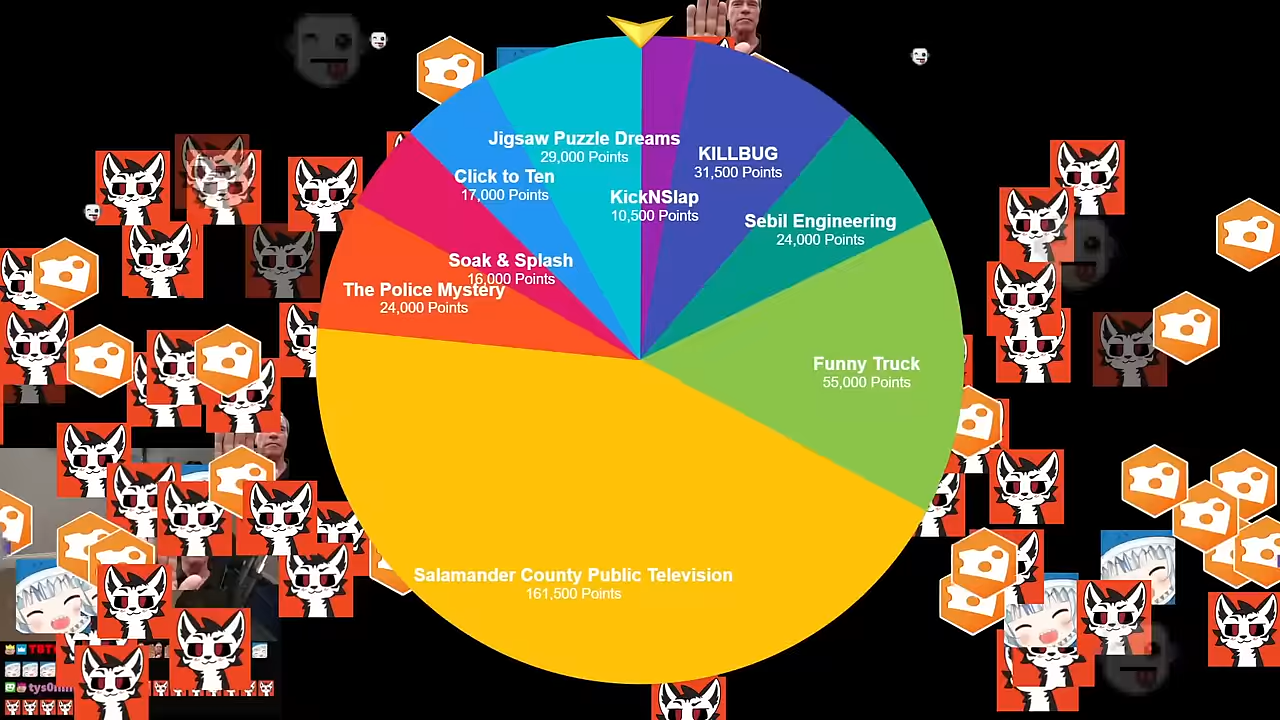 Jigsaw Puzzle Dreams
29,000 Points
KILLBUG
31,500 Points
Click to Ten
17,000 Points
KickNSlap
10,500 Points
Sebil Engineering
24,000 Points
Soak & Splash
16,000 Points
The Police Mystery
24,000 Points
Funny Truck
55,000 Points
Salamander County Public Television
161,500 Points